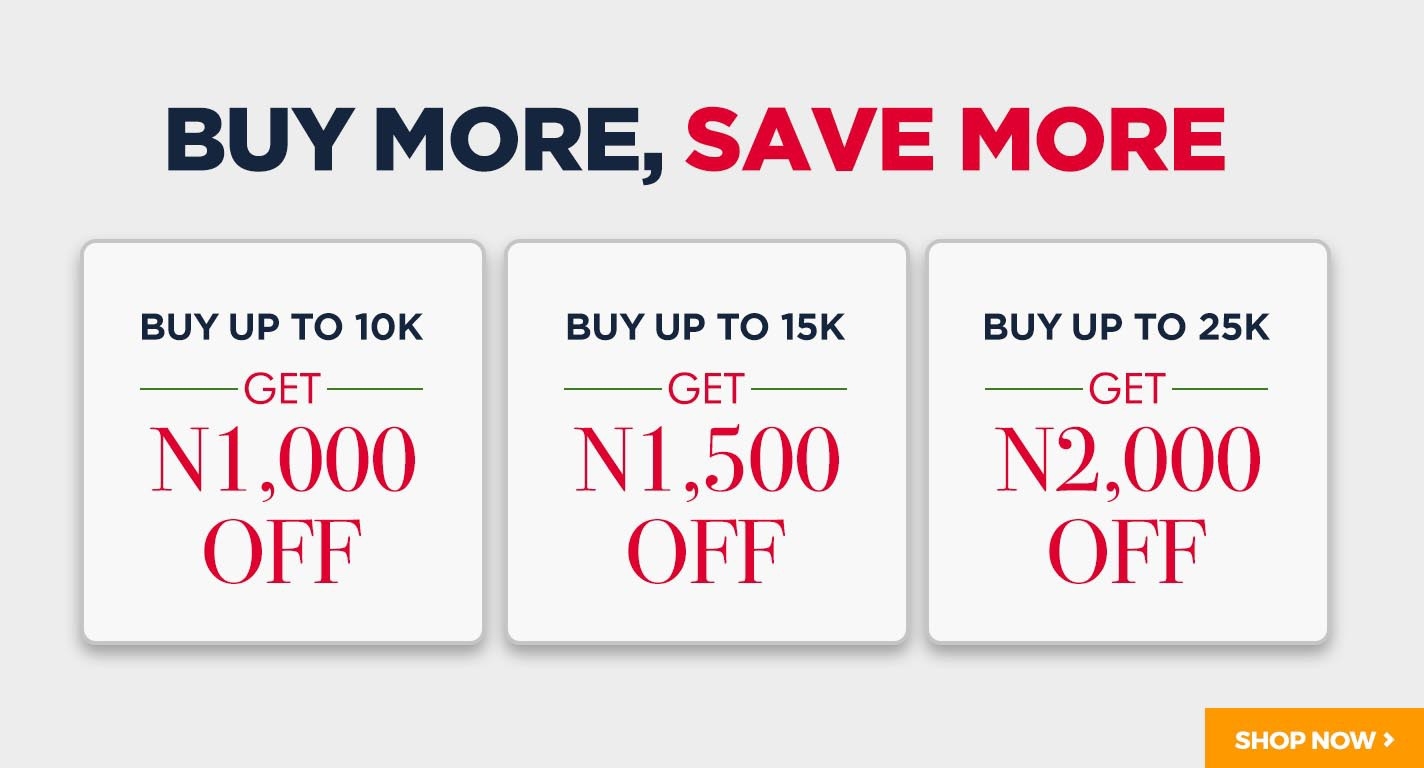 BUY MORE, SAVE MORE
BUY UP TO 10K
GET
N1,000
OFF
BUY UP TO 15K
GET
N1,500
OFF
BUY UP TO 25K
GET
N2,000
OFF
SHOP NOW >